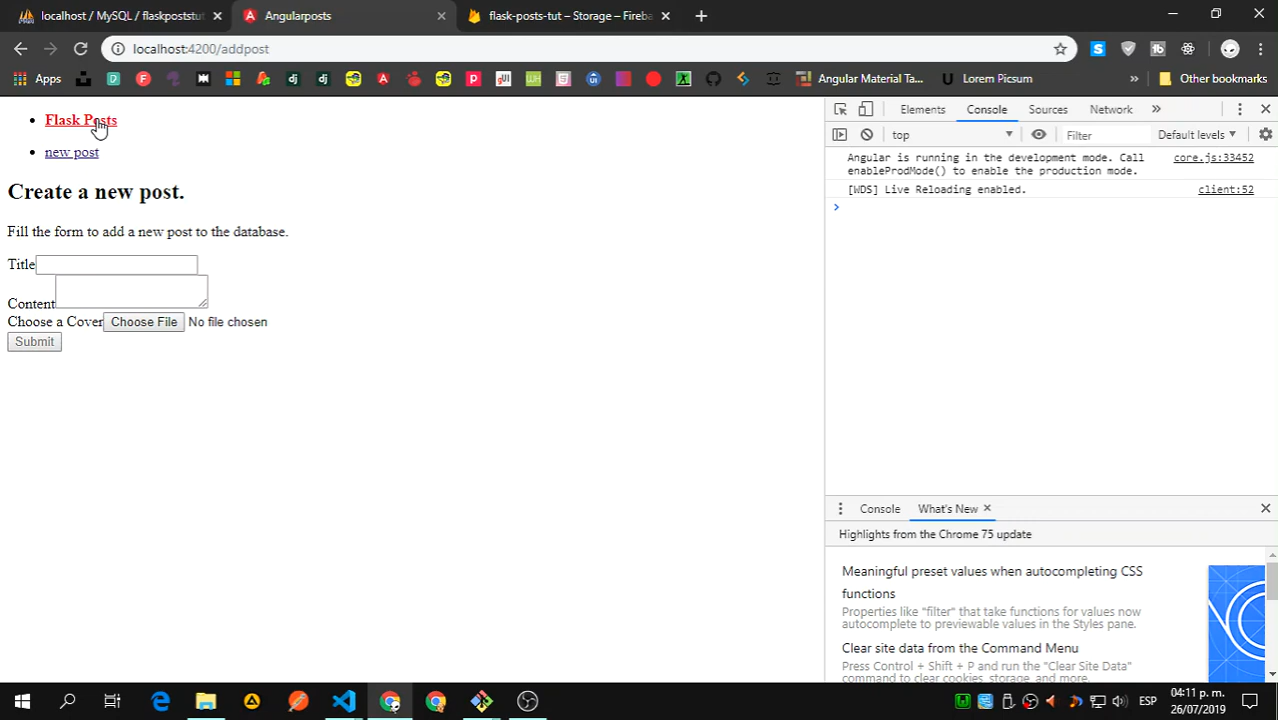 localhost / MySQL / flaskpoststut
Angularposts
flask-posts-tut – Storage – Fireba
localhost:4200/addpost
Apps
Angular Material Ta...
Lorem Picsum
Other bookmarks
Flask Posts
new post
Create a new post.
Fill the form to add a new post to the database.
Title
Content
Choose a Cover Choose File No file chosen
Submit
Elements Console Sources Network
top Filter Default levels
Angular is running in the development mode. Call core.js:33452
enableProdMode() to enable the production mode.
[WDS] Live Reloading enabled. client:52
Console What's New
Highlights from the Chrome 75 update
Meaningful preset values when autocompleting CSS
functions
Properties like "filter" that take functions for values now
autocomplete to previewable values in the Styles pane.
Clear site data from the Command Menu
Press Control + Shift + P and run the "Clear Site Data"
command to clear cookies, storage, and more.
ESP
04:11 p. m.
26/07/2019